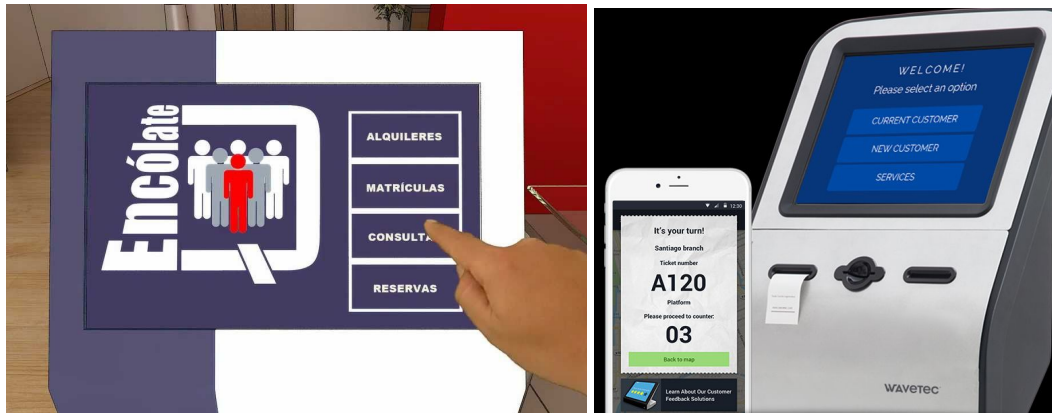 Encólate
ALQUILERES
MATRÍCULAS
CONSULTA
RESERVAS
12:30
It's your turn!
Santiago branch
Ticket number
A120
Platform
Please proceed to counter:
03
Back to map
Learn About Our Customer
Feedback Solutions
WELCOME!
Please select an option
CURRENT CUSTOMER
NEW CUSTOMER
SERVICES
WAVETEC